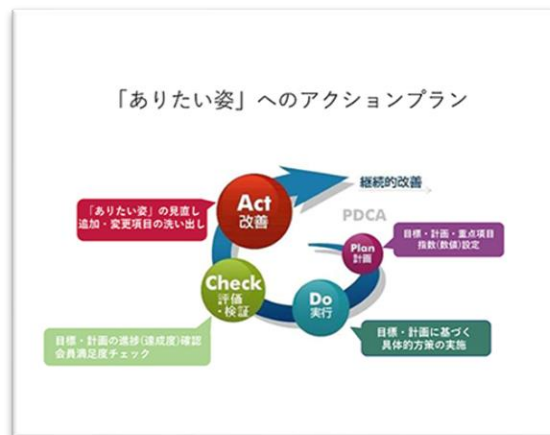 「ありたい姿」へのアクションプラン
継続的改善
PDCA
Act
改善
「ありたい姿」の見直し
追加・変更項目の洗い出し
Plan
計画
目標・計画・重点項目
指数(数値)設定
Check
評価
・検証
目標・計画の進捗(達成度)確認
会員満足度チェック
Do
実行
目標・計画に基づく
具体的方策の実施